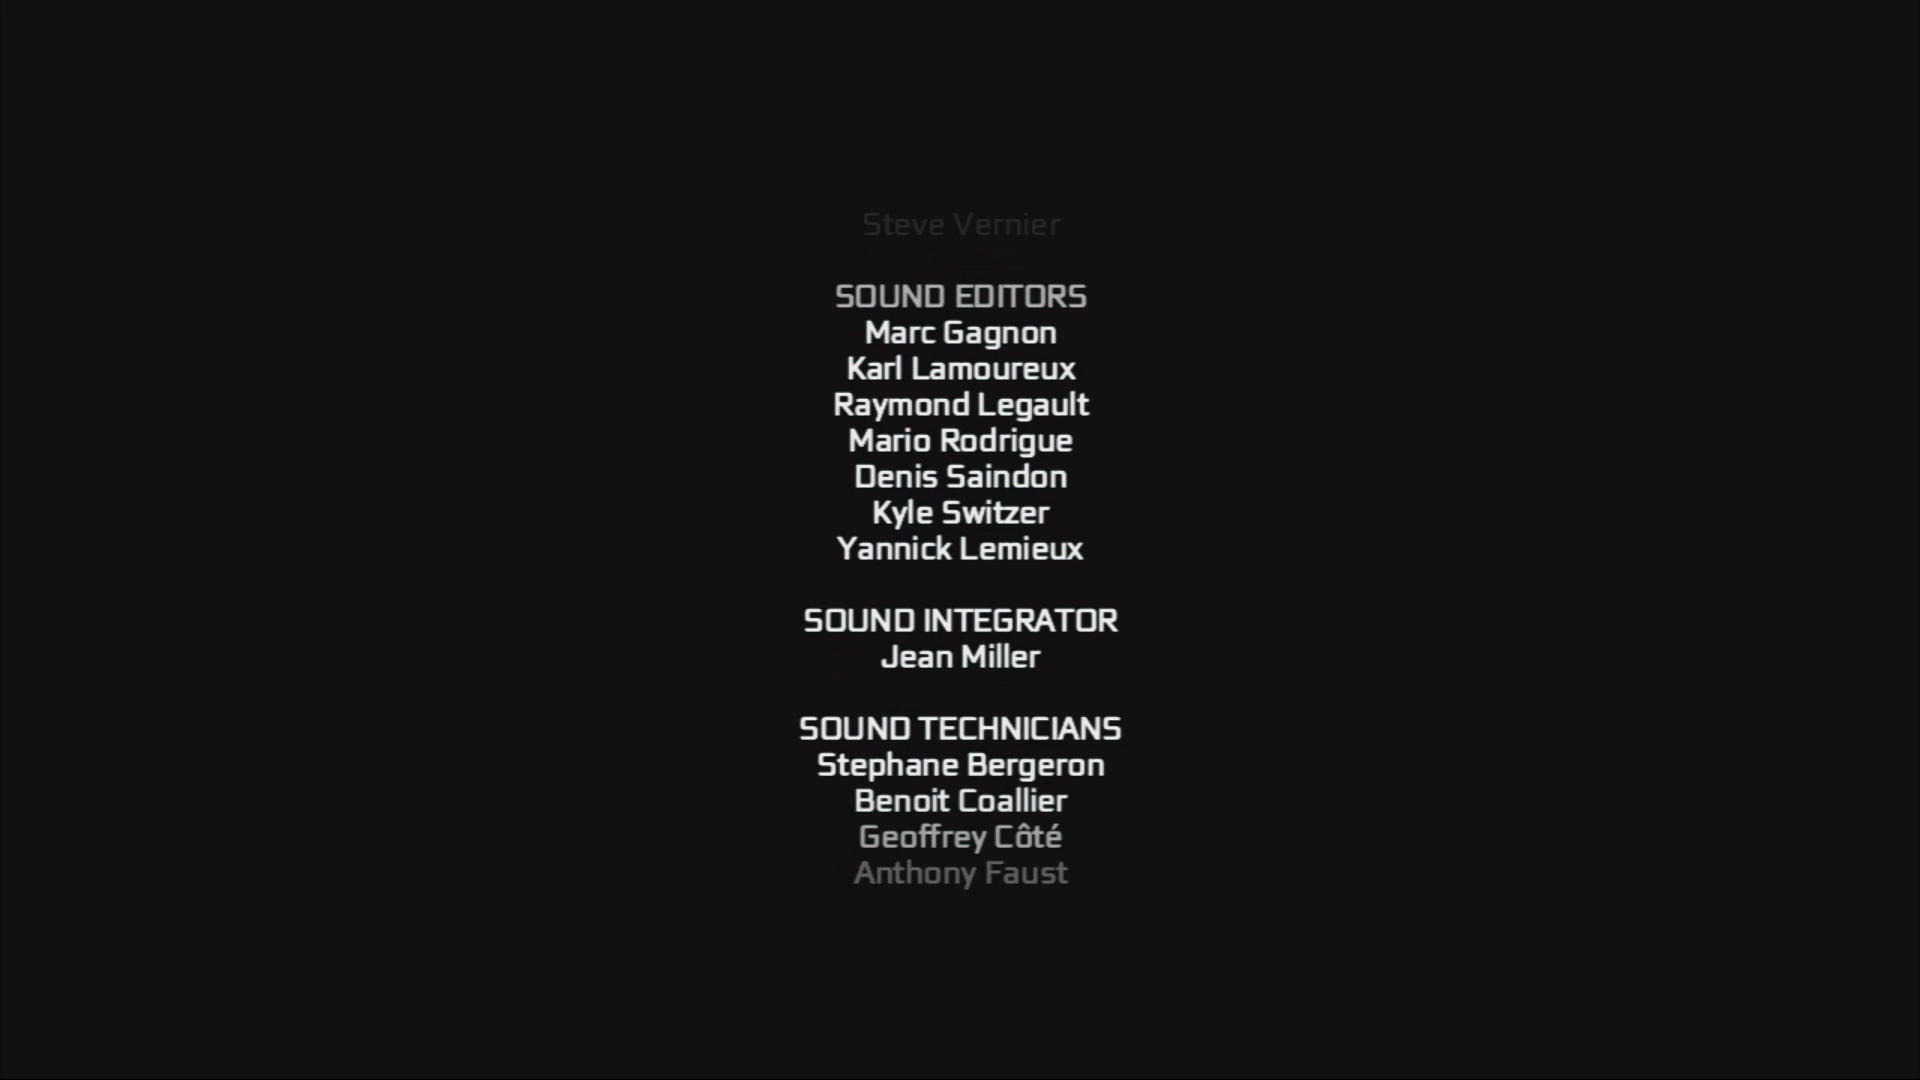 Steve Vernier
SOUND EDITORS
Marc Gagnon
Karl Lamoureux
Raymond Legault
Mario Rodrigue
Denis Saindon
Kyle Switzer
Yannick Lemieux
SOUND INTEGRATOR
Jean Miller
SOUND TECHNICIANS
Stephane Bergeron
Benoit Coallier
Geoffrey Côté
Anthony Faust